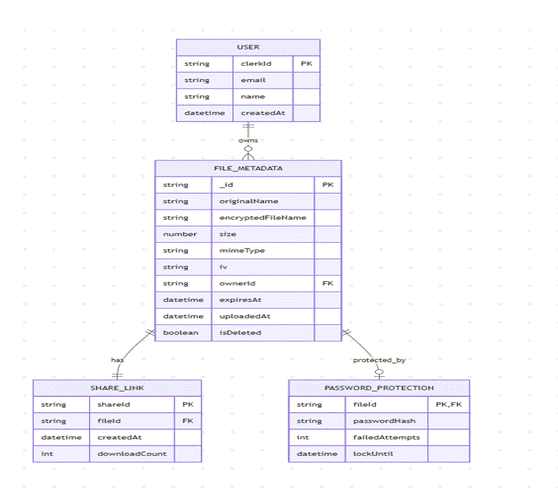 USER
string clerkId PK
string email
string name
datetime createdAt
owns
FILE_METADATA
string _id PK
string originalName
string encryptedFileName
number size
string mimeType
string iv
string ownerId FK
datetime expiresAt
datetime uploadedAt
boolean isDeleted
has
protected_by
SHARE_LINK
string shareId PK
string fileId FK
datetime createdAt
int downloadCount
PASSWORD_PROTECTION
string fileId PK,FK
string passwordHash
int failedAttempts
datetime lockUntil